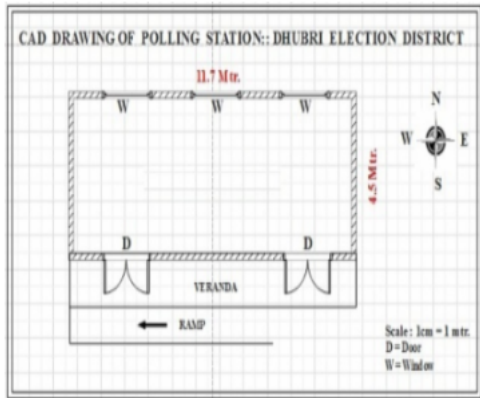 CAD DRAWING OF POLLING STATION:: DHUBRI ELECTION DISTRICT
11.7 Mtr.
W W W
N
W E
S
4.5 Mtr.
D D
VERANDA
RAMP
Scale : 1cm = 1 mtr.
D = Door
W = Window